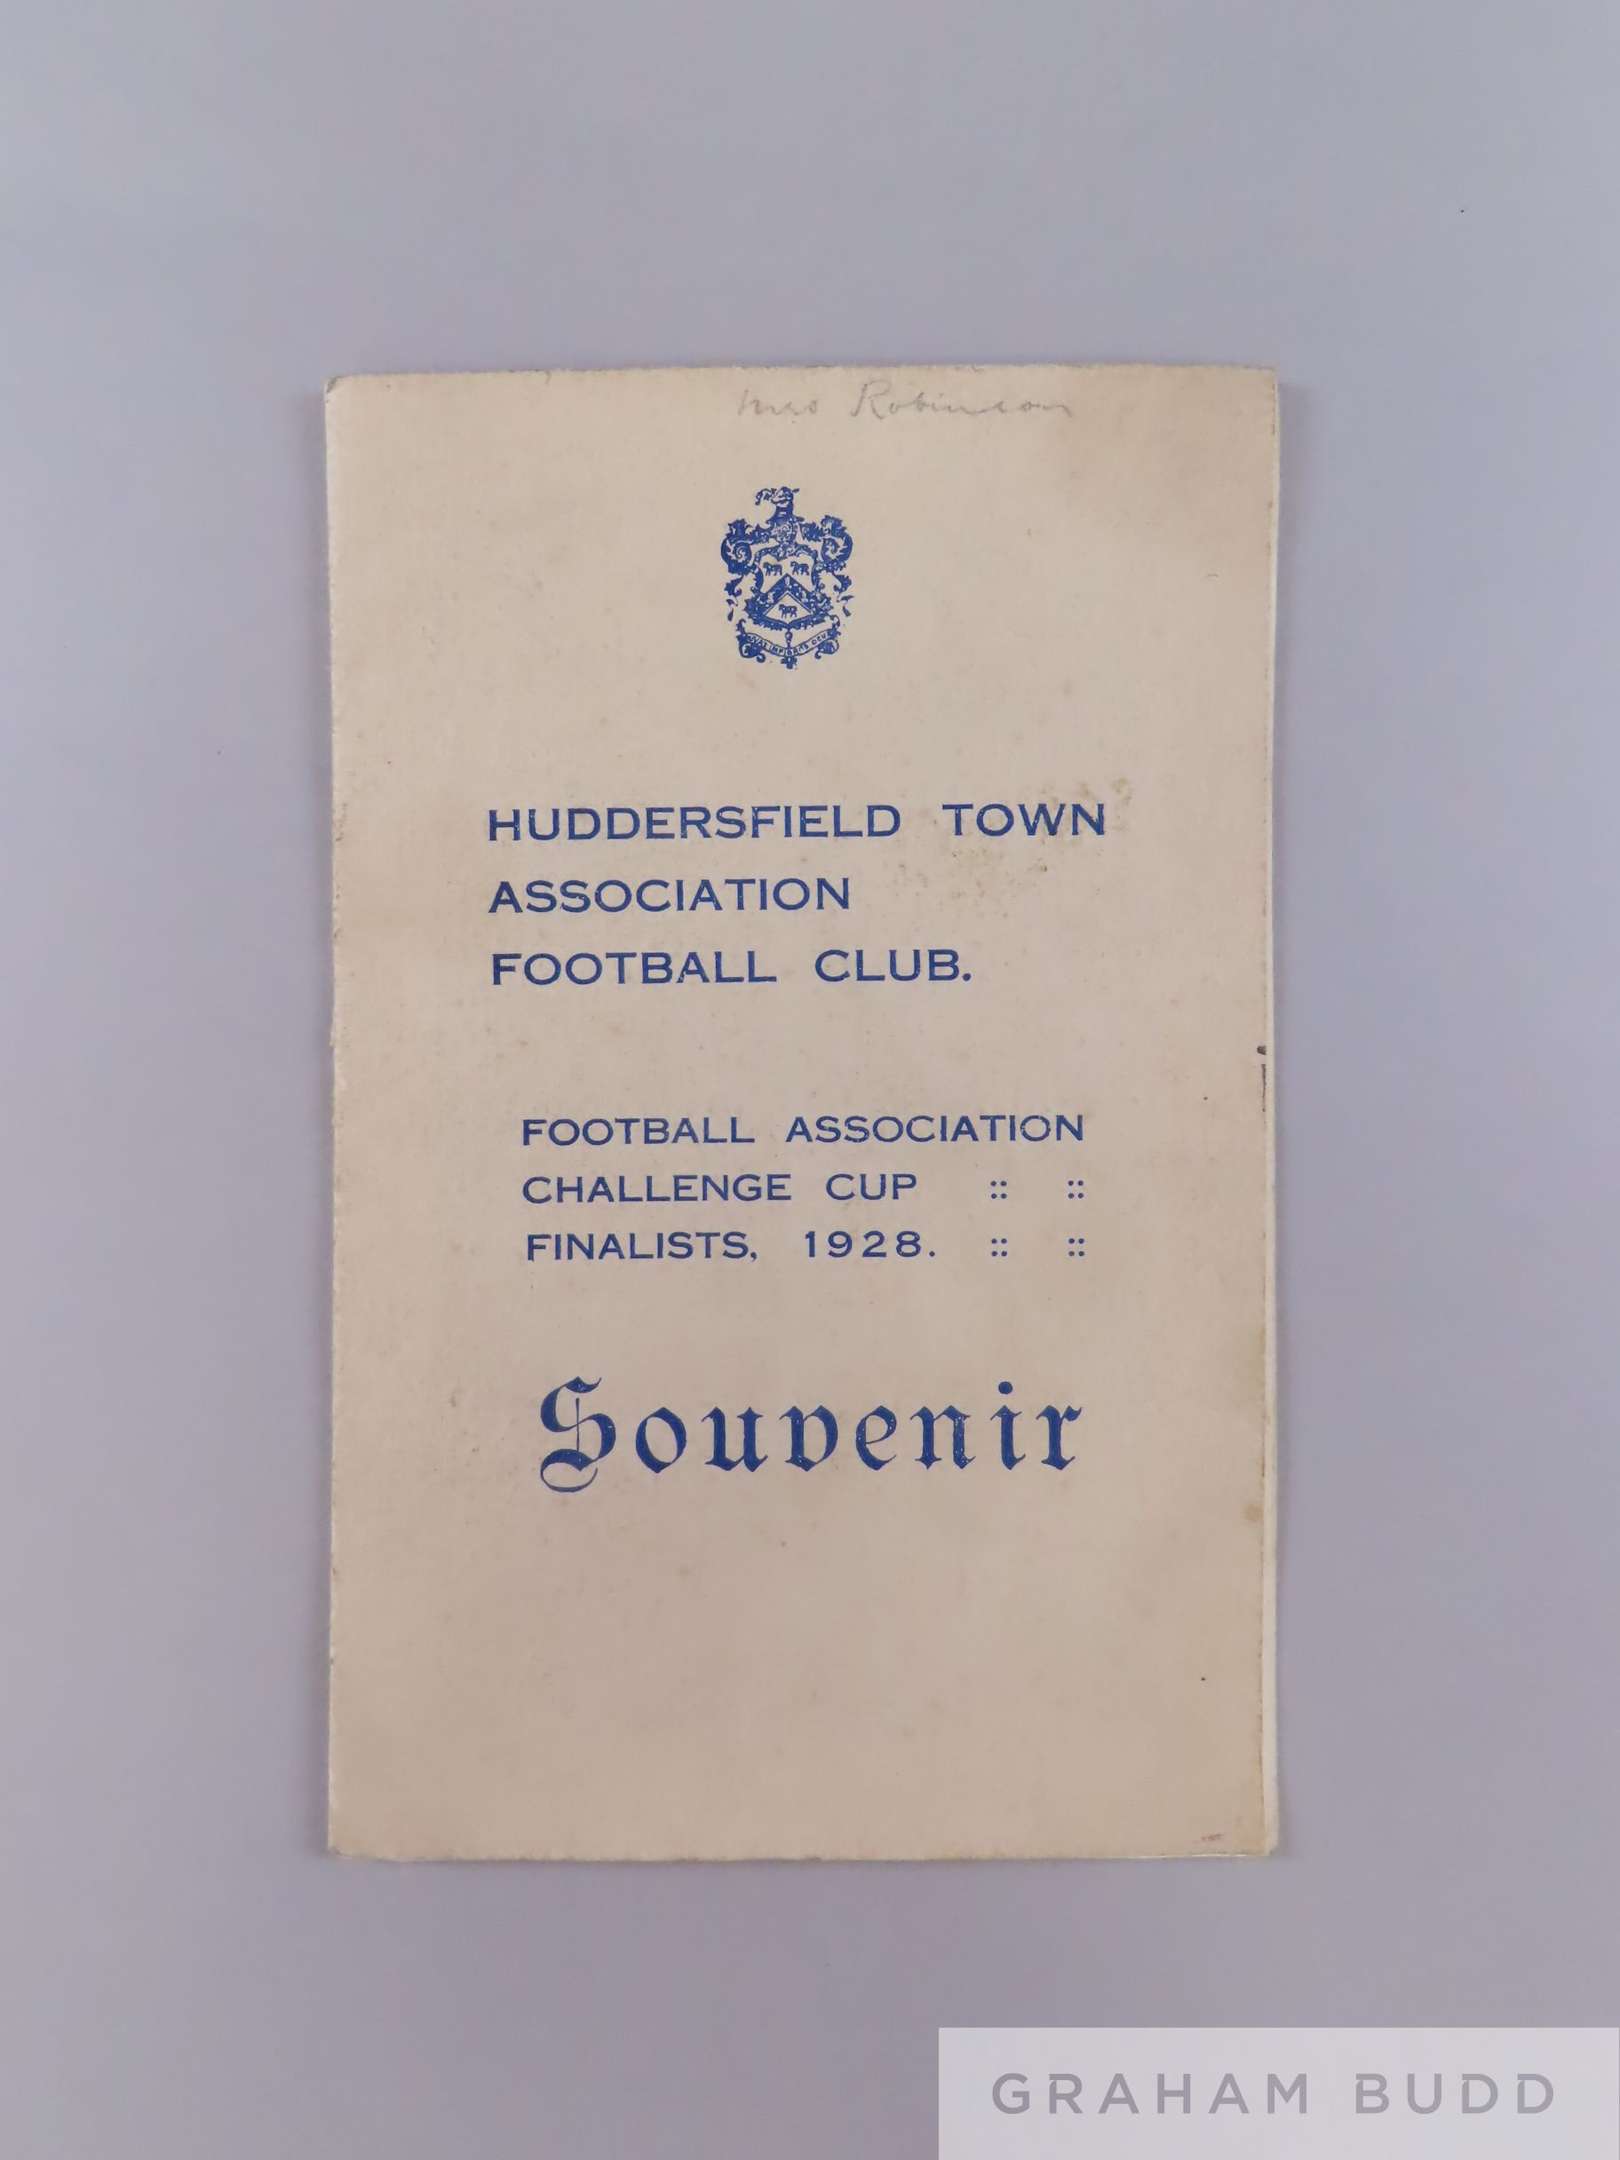 Mrs Robinson
HUDDERSFIELD TOWN
ASSOCIATION
FOOTBALL CLUB.
FOOTBALL ASSOCIATION
CHALLENGE CUP :: ::
FINALISTS, 1928. :: ::
Souvenir
GRAHAM BUDD